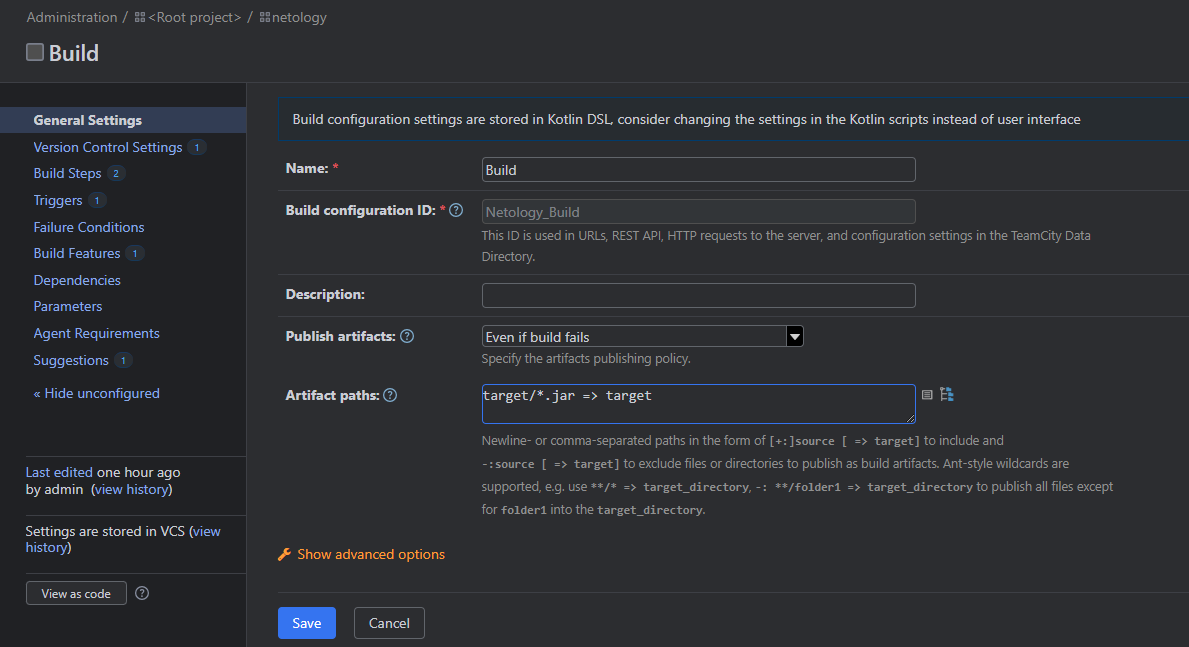 Administration / <Root project> / netology
Build
General Settings
Version Control Settings 1
Build Steps 2
Triggers 1
Failure Conditions
Build Features 1
Dependencies
Parameters
Agent Requirements
Suggestions 1
« Hide unconfigured
Last edited one hour ago
by admin (view history)
Settings are stored in VCS (view
history)
View as code ?
Build configuration settings are stored in Kotlin DSL, consider changing the settings in the Kotlin scripts instead of user interface
Name: * Build
Build configuration ID: * ? Netology_Build
This ID is used in URLs, REST API, HTTP requests to the server, and configuration settings in the TeamCity Data
Directory.
Description:
Publish artifacts: ? Even if build fails
Specify the artifacts publishing policy.
Artifact paths: ? target/*.jar => target
Newline- or comma-separated paths in the form of [+:]source [ => target] to include and
-:source [ => target] to exclude files or directories to publish as build artifacts. Ant-style wildcards are
supported, e.g. use **/* => target_directory, -: **/folder1 => target_directory to publish all files except
for folder1 into the target_directory.
Show advanced options
Save Cancel